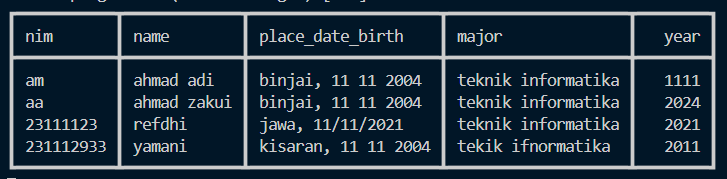 nim name place_date_birth major year
am ahmad adi binjai, 11 11 2004 teknik informatika 1111
aa ahmad zakui binjai, 11 11 2004 teknik informatika 2024
23111123 refdhi jawa, 11/11/2021 teknik informatika 2021
231112933 yamani kisaran, 11 11 2004 tekik ifnormatika 2011